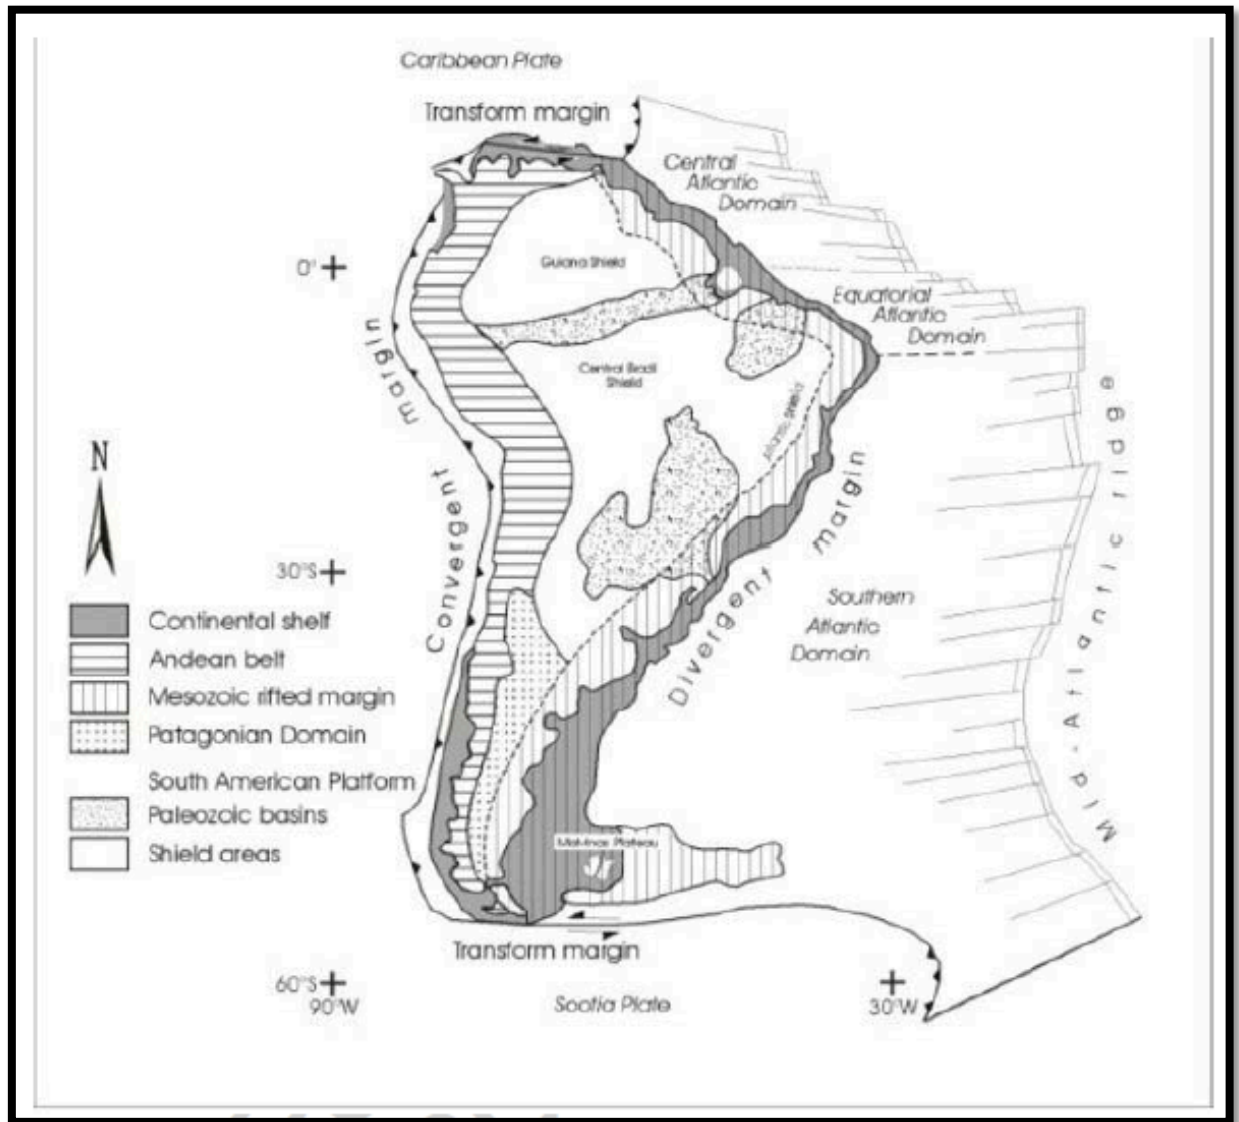 Caribbean Plate
Transform margin
Central
Atlantic
Domain
0°
Guiana Shield
Equatorial
Atlantic
Domain
Convergent margin
Central Brazil
Shield
Atlantic Shield
Mid-Atlantic ridge
N
Divergent margin
30°S
Southern
Atlantic
Domain
Continental shelf
Andean belt
Mesozoic rifted margin
Patagonian Domain
South American Platform
Paleozoic basins
Shield areas
Malvinas Plateau
Transform margin
60°S
90°W
30°W
Scotia Plate